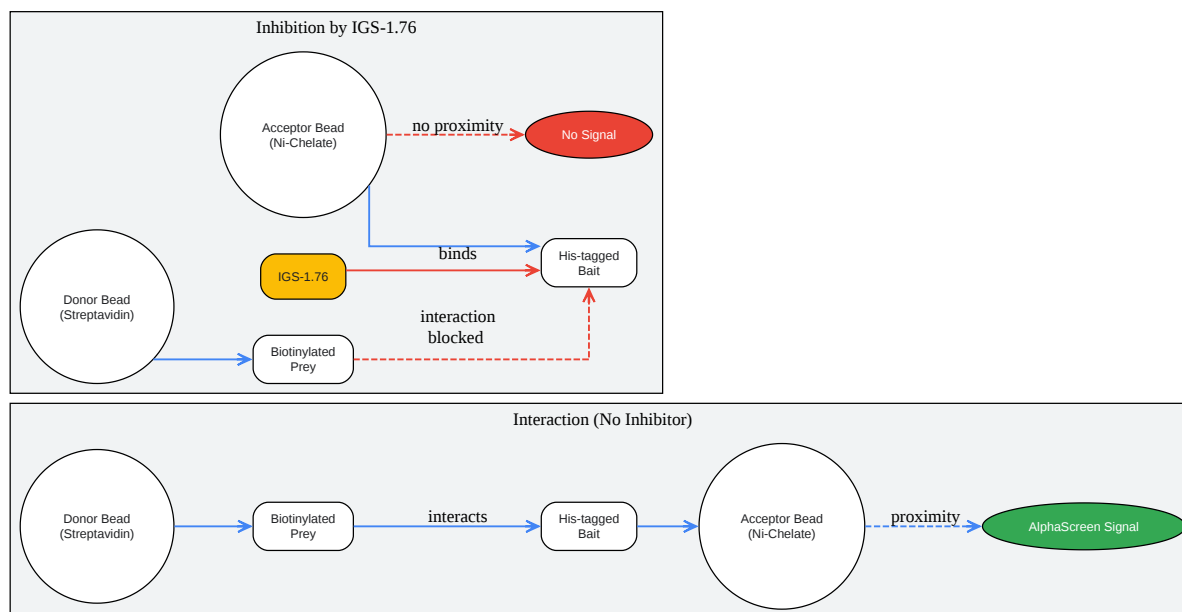 Inhibition by IGS-1.76
Acceptor Bead
(Ni-Chelate)
no proximity
No Signal
binds
His-tagged
Bait
IGS-1.76
Donor Bead
(Streptavidin)
interaction
blocked
Biotinylated
Prey
Interaction (No Inhibitor)
Donor Bead
(Streptavidin)
Biotinylated
Prey
interacts
His-tagged
Bait
Acceptor Bead
(Ni-Chelate)
proximity
AlphaScreen Signal